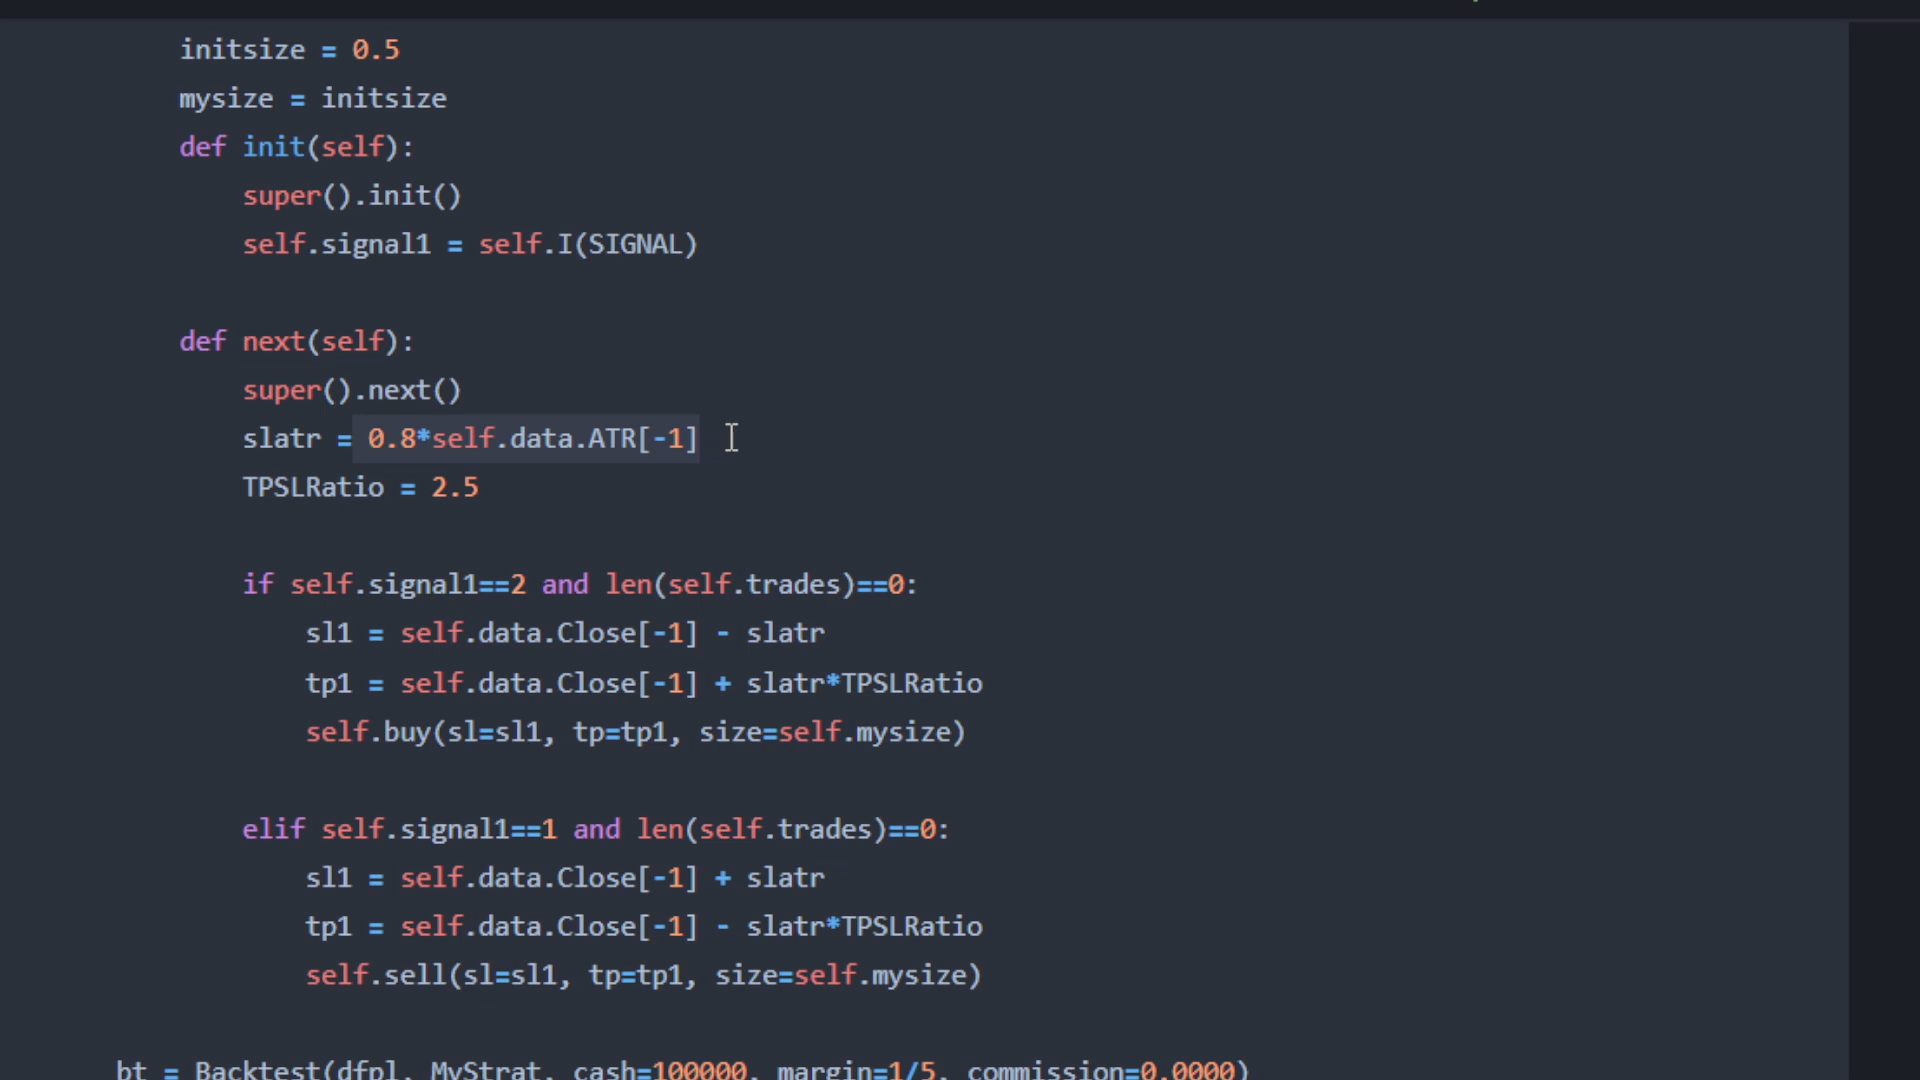 initsize = 0.5
mysize = initsize
def init(self):
super().init()
self.signal1 = self.I(SIGNAL)
def next(self):
super().next()
slatr = 0.8*self.data.ATR[-1]
TPSLRatio = 2.5
if self.signal1==2 and len(self.trades)==0:
sl1 = self.data.Close[-1] - slatr
tp1 = self.data.Close[-1] + slatr*TPSLRatio
self.buy(sl=sl1, tp=tp1, size=self.mysize)
elif self.signal1==1 and len(self.trades)==0:
sl1 = self.data.Close[-1] + slatr
tp1 = self.data.Close[-1] - slatr*TPSLRatio
self.sell(sl=sl1, tp=tp1, size=self.mysize)
bt = Backtest(dfpl, MyStrat, cash=100000, margin=1/5, commission=0.0000)